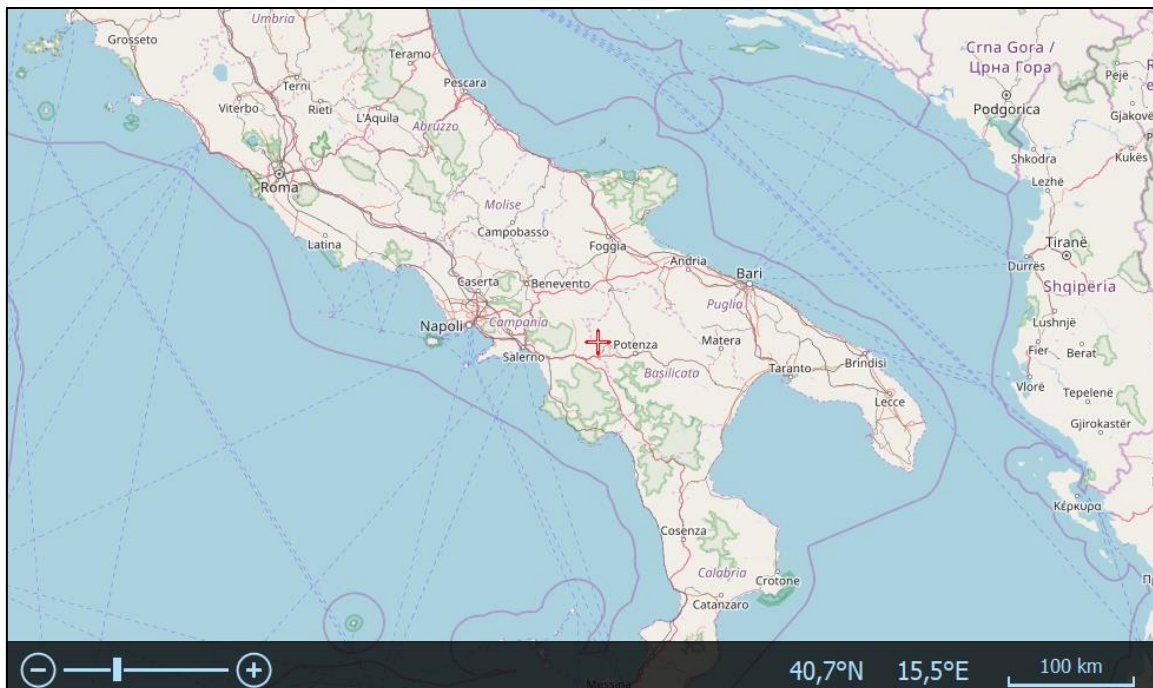 Umbria
Grosseto
Teramo
Crna Gora /
Црна Гора
Pejë
Terni
Pescara
Viterbo
Rieti
L'Aquila
Podgorica
Gjakovë
Abruzzo
Shkodra
Kukës
Roma
Lezhë
Molise
Latina
Campobasso
Foggia
Tiranë
Andria
Durrës
Caserta
Benevento
Bari
Shqipëria
Puglia
Napoli
Campania
Lushnjë
Salerno
Potenza
Matera
Fier
Berat
Basilicata
Taranto
Brindisi
Vlorë
Tepelenë
Lecce
Gjirokastër
Κέρκυρα
Cosenza
Calabria
Crotone
Catanzaro
Messina
40,7°N 15,5°E 100 km